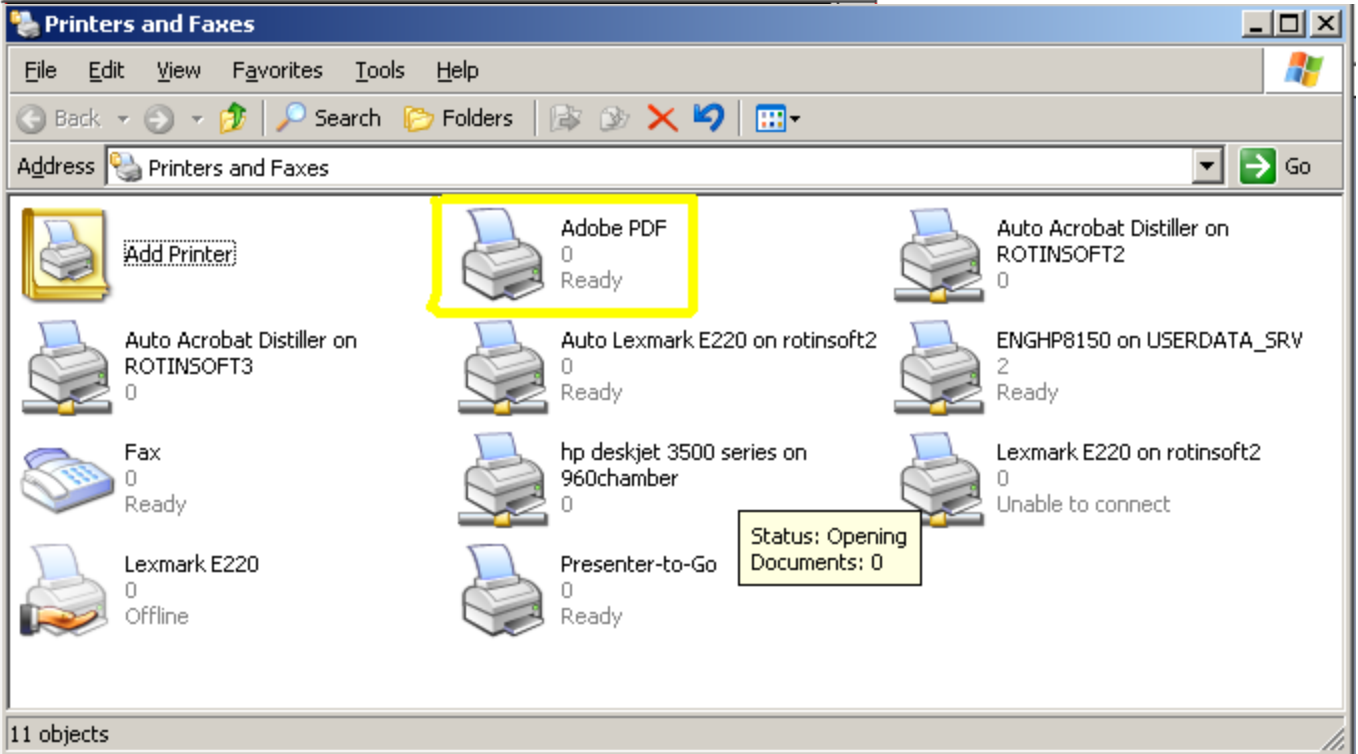 Printers and Faxes
File Edit View Favorites Tools Help
Back Search Folders
Address Printers and Faxes Go
Add Printer
Adobe PDF
0
Ready
Auto Acrobat Distiller on
ROTINSOFT2
0
Auto Acrobat Distiller on
ROTINSOFT3
0
Auto Lexmark E220 on rotinsoft2
0
Ready
ENGHP8150 on USERDATA_SRV
2
Ready
Fax
0
Ready
hp deskjet 3500 series on
960chamber
0
Lexmark E220 on rotinsoft2
0
Unable to connect
Status: Opening
Documents: 0
Lexmark E220
0
Offline
Presenter-to-Go
0
Ready
11 objects